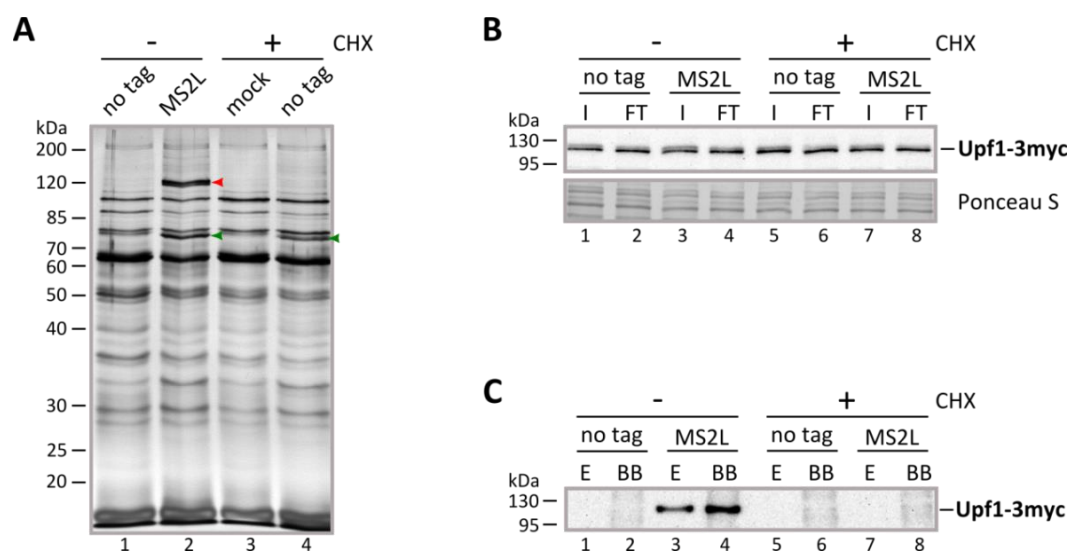 A
- + CHX
no tag MS2L mock no tag
kDa
200
120
85
70
60
50
40
30
25
20
1 2 3 4
B
- + CHX
no tag MS2L no tag MS2L
kDa I FT I FT I FT I FT
130
95
Upf1-3myc
Ponceau S
1 2 3 4 5 6 7 8
C
- + CHX
no tag MS2L no tag MS2L
kDa E BB E BB E BB E BB
130
95
Upf1-3myc
1 2 3 4 5 6 7 8